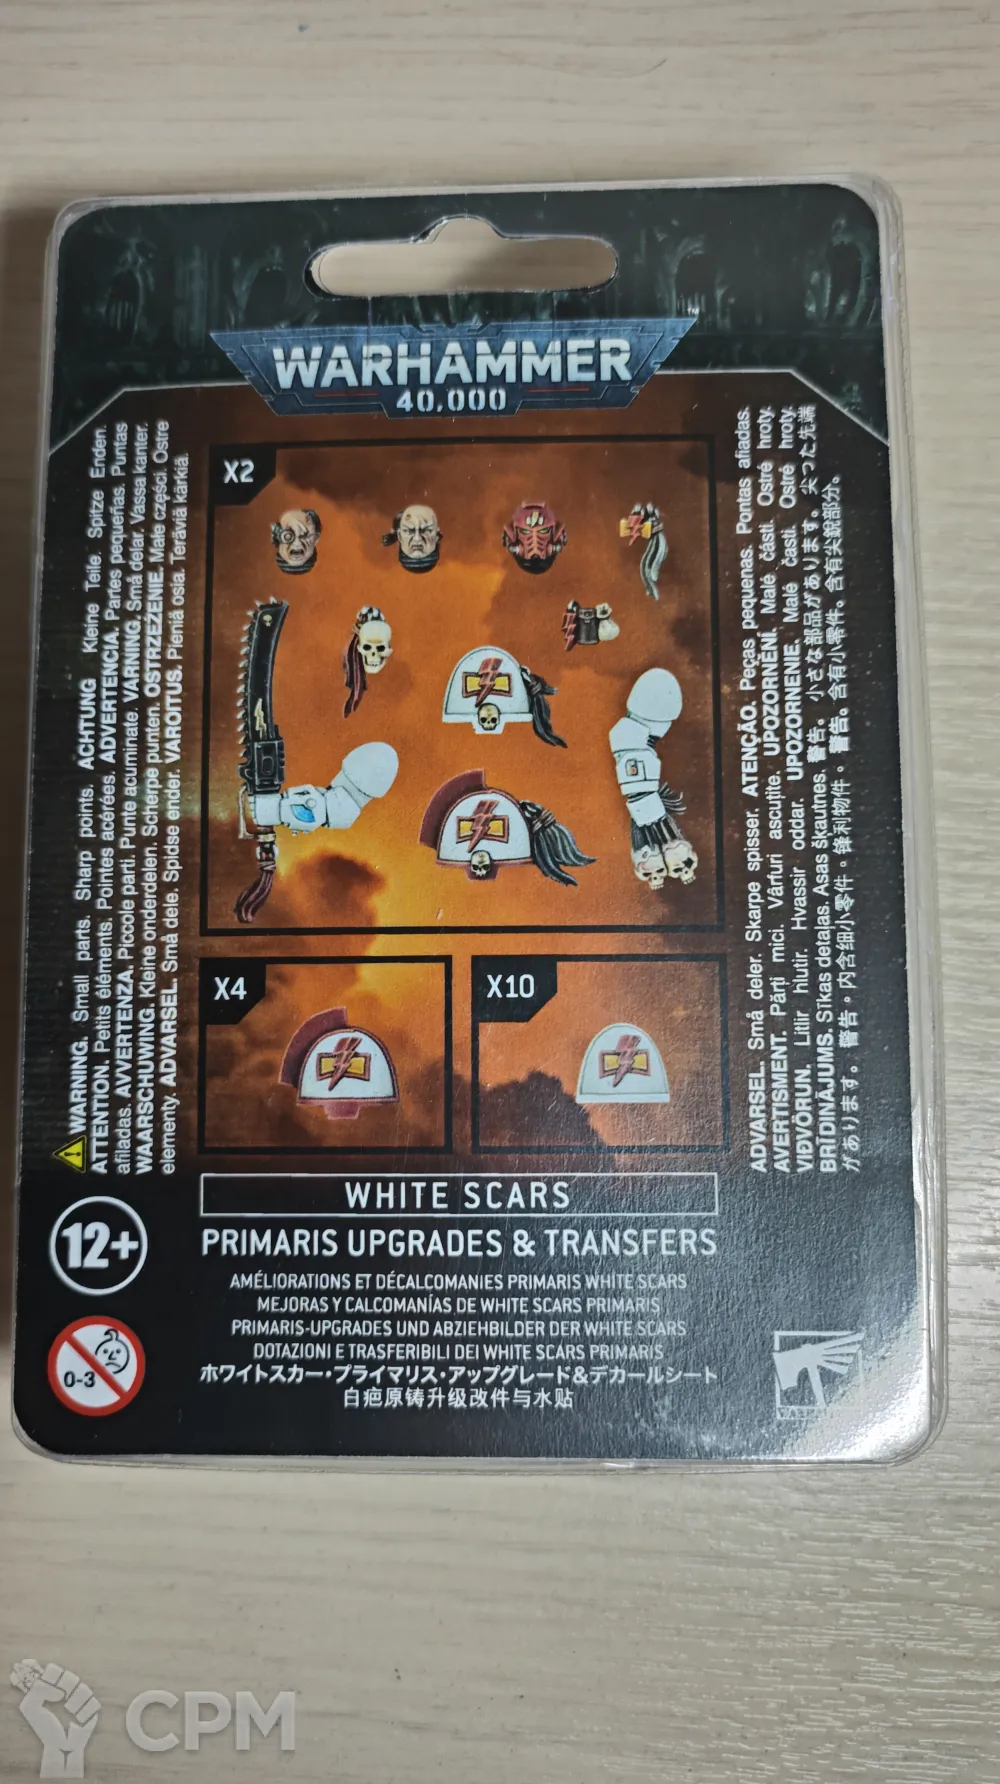 WARHAMMER
40,000
X2
X4
X10
⚠WARNING. Small parts. Sharp points. ACHTUNG Kleine Teile. Spitze Enden.
ATTENTION. Petits éléments. Pointes acérées. ADVERTENCIA. Partes pequeñas. Puntas
afiladas. AVVERTENZA. Piccole parti. Punte acuminate. WARNING. Små delar. Vassa kanter.
WAARSCHUWING. Kleine onderdelen. Scherpe punten. OSTRZEŻENIE. Małe części. Ostre
elementy. ADVARSEL. Små dele. Spidse ender. VAROITUS. Pieniä osia. Teräviä kärkiä.
ADVARSEL. Små deler. Skarpe spisser. ATENÇÃO. Peças pequenas. Pontas afiadas.
AVERTISMENT. Părți mici. Vârfuri ascuțite. UPOZORNĚNÍ. Malé části. Ostré hroty.
VIÐVÖRUN. Litlir hlutir. Hvassir oddar. UPOZORNENIE. Malé časti. Ostré hroty.
BRĪDINĀJUMS. Sīkas detaļas. Asas šķautnes. 警告。小さな部品があります。尖った先端
があります。警告。内含细小零件。锋利物件。警告。含有小零件。含有尖銳部分。
WHITE SCARS
PRIMARIS UPGRADES & TRANSFERS
AMÉLIORATIONS ET DÉCALCOMANIES PRIMARIS WHITE SCARS
MEJORAS Y CALCOMANÍAS DE WHITE SCARS PRIMARIS
PRIMARIS-UPGRADES UND ABZIEHBILDER DER WHITE SCARS
DOTAZIONI E TRASFERIBILI DEI WHITE SCARS PRIMARIS
ホワイトスカー・プライマリス・アップグレード&デカールシート
白疤原铸升级改件与水贴
12+
0-3
CPM